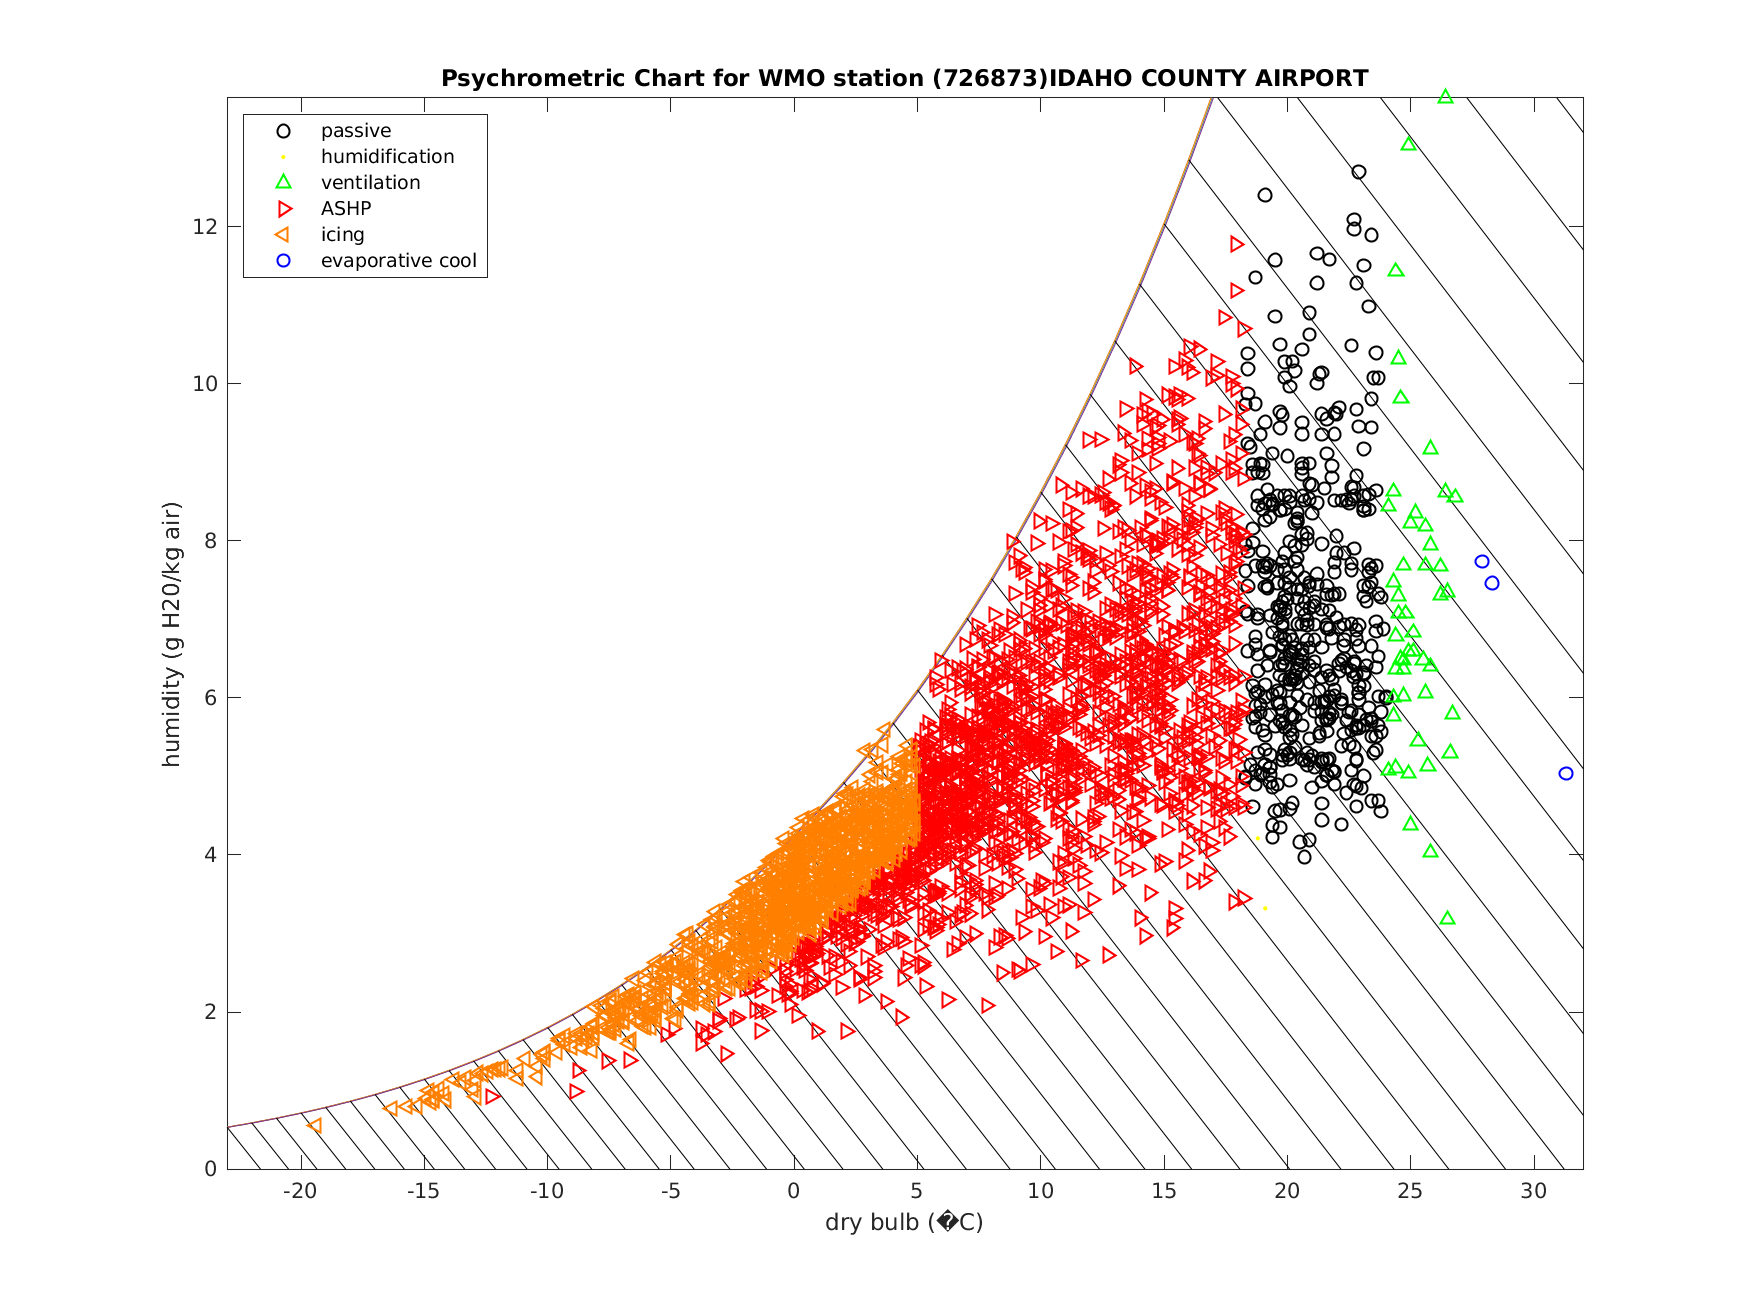 Psychrometric Chart for WMO station (726873)IDAHO COUNTY AIRPORT
passive
humidification
ventilation
ASHP
icing
evaporative cool
humidity (g H20/kg air)
12
10
8
6
4
2
0
-20 -15 -10 -5 0 5 10 15 20 25 30
dry bulb (�C)